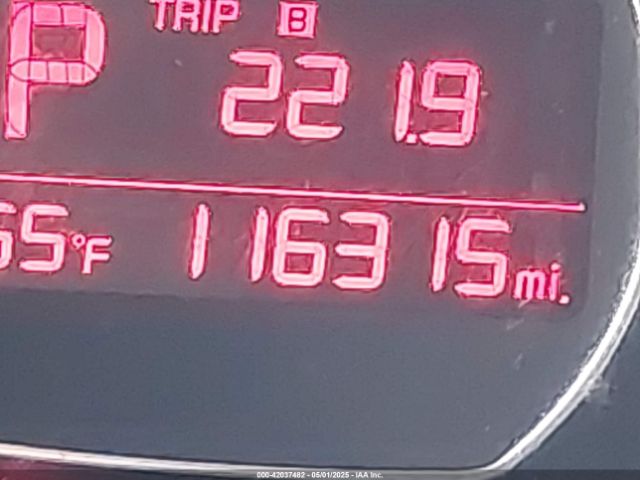 P TRIP B
221.9
65°F 116315 mi.
000-42037482 - 05/01/2025 - IAA Inc.